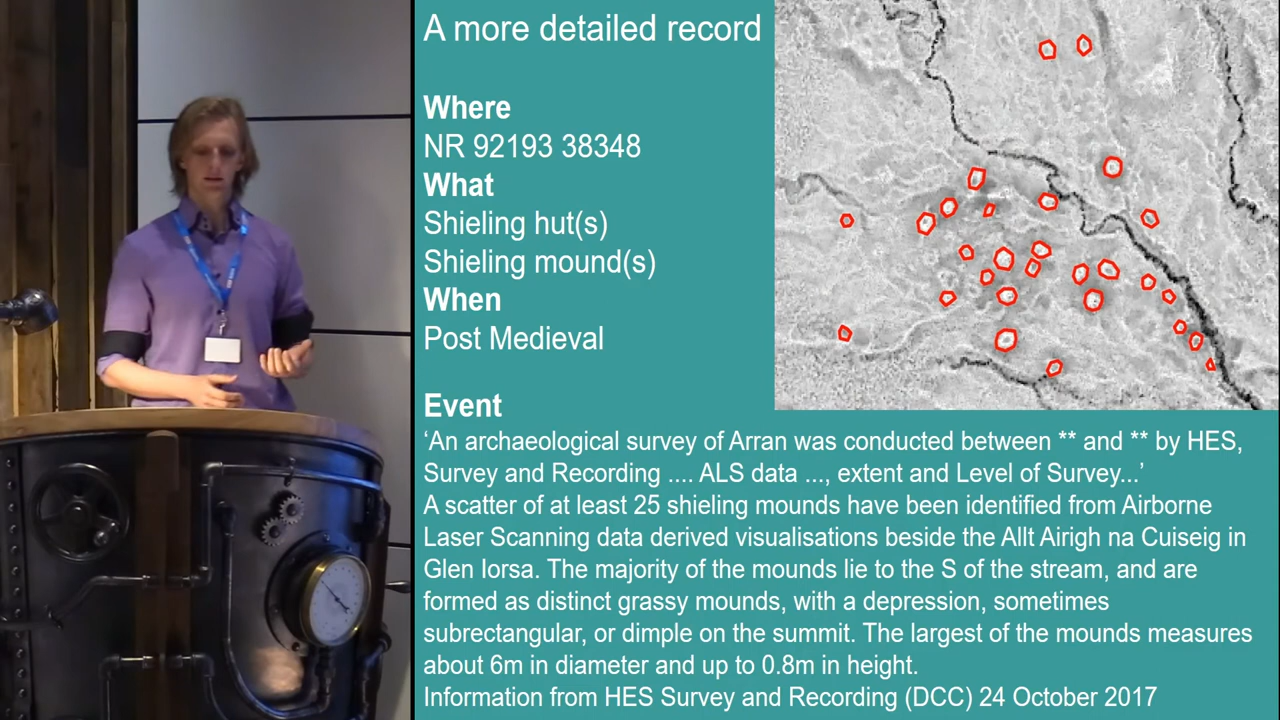 A more detailed record
Where
NR 92193 38348
What
Shieling hut(s)
Shieling mound(s)
When
Post Medieval
Event
‘An archaeological survey of Arran was conducted between ** and ** by HES,
Survey and Recording .... ALS data ..., extent and Level of Survey...’
A scatter of at least 25 shieling mounds have been identified from Airborne
Laser Scanning data derived visualisations beside the Allt Airigh na Cuiseig in
Glen Iorsa. The majority of the mounds lie to the S of the stream, and are
formed as distinct grassy mounds, with a depression, sometimes
subrectangular, or dimple on the summit. The largest of the mounds measures
about 6m in diameter and up to 0.8m in height.
Information from HES Survey and Recording (DCC) 24 October 2017